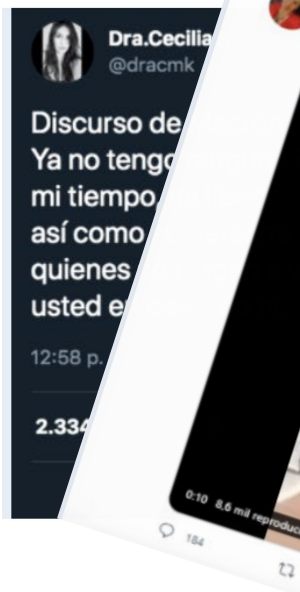 Dra.Cecilia
@dracmk
Discurso de
Ya no tengo
mi tiempo,
así como
quienes
usted
12:58 p.
2.334
0:10 8,6 mil
184